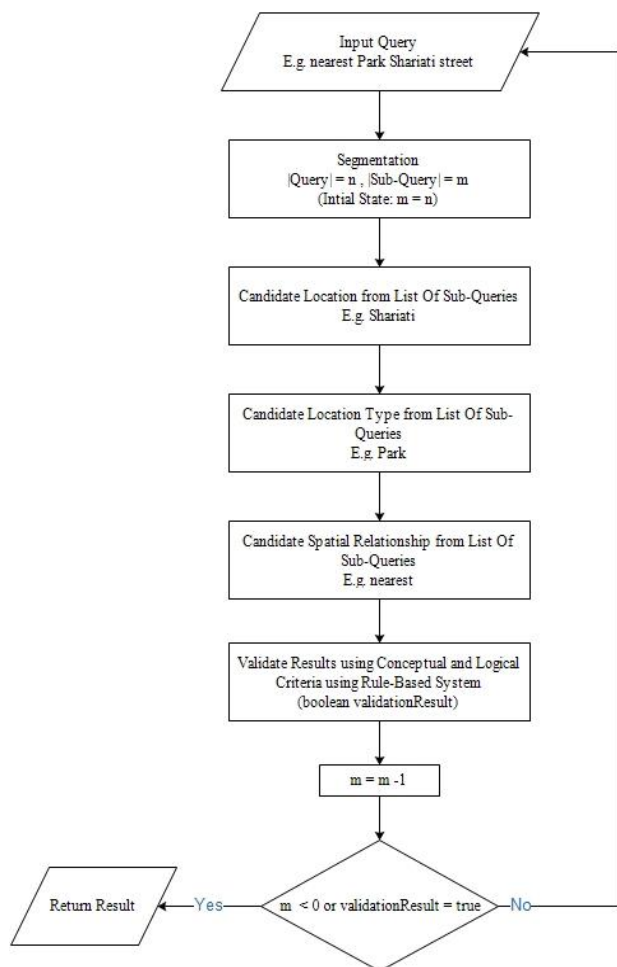 Input Query
E.g. nearest Park Shariati street
Segmentation
|Query| = n , |Sub-Query| = m
(Intial State: m = n)
Candidate Location from List Of Sub-Queries
E.g. Shariati
Candidate Location Type from List Of Sub-
Queries
E.g. Park
Candidate Spatial Relationship from List Of
Sub-Queries
E.g. nearest
Validate Results using Conceptual and Logical
Criteria using Rule-Based System
(boolean validationResult)
m = m -1
m < 0 or validationResult = true
Yes
No
Return Result